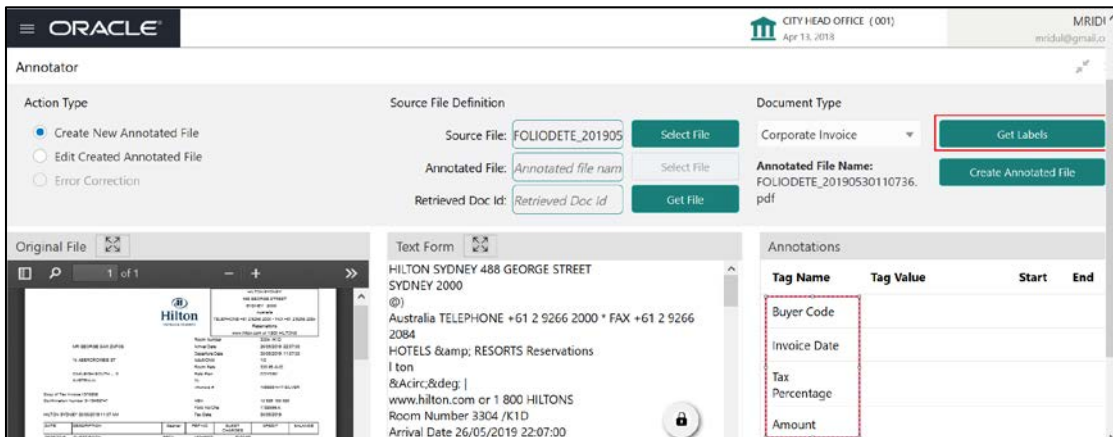 ORACLE
CITY HEAD OFFICE ( 001)
Apr 13, 2018
MRIDU
mridul@gmail.co
Annotator
Action Type
Create New Annotated File
Edit Created Annotated File
Error Correction
Source File Definition
Source File: FOLIODETE_201905 Select File
Annotated File: Annotated file nam Select File
Retrieved Doc Id: Retrieved Doc Id Get File
Document Type
Corporate Invoice Get Labels
Annotated File Name:
FOLIODETE_20190530110736.
pdf
Create Annotated File
Original File
1 of 1
Hilton
Text Form
HILTON SYDNEY 488 GEORGE STREET
SYDNEY 2000
@)
Australia TELEPHONE +61 2 9266 2000 * FAX +61 2 9266
2084
HOTELS &amp; RESORTS Reservations
l ton
&Acirc;&deg; |
www.hilton.com or 1 800 HILTONS
Room Number 3304 /K1D
Arrival Date 26/05/2019 22:07:00
Annotations
Tag Name Tag Value Start End
Buyer Code
Invoice Date
Tax
Percentage
Amount